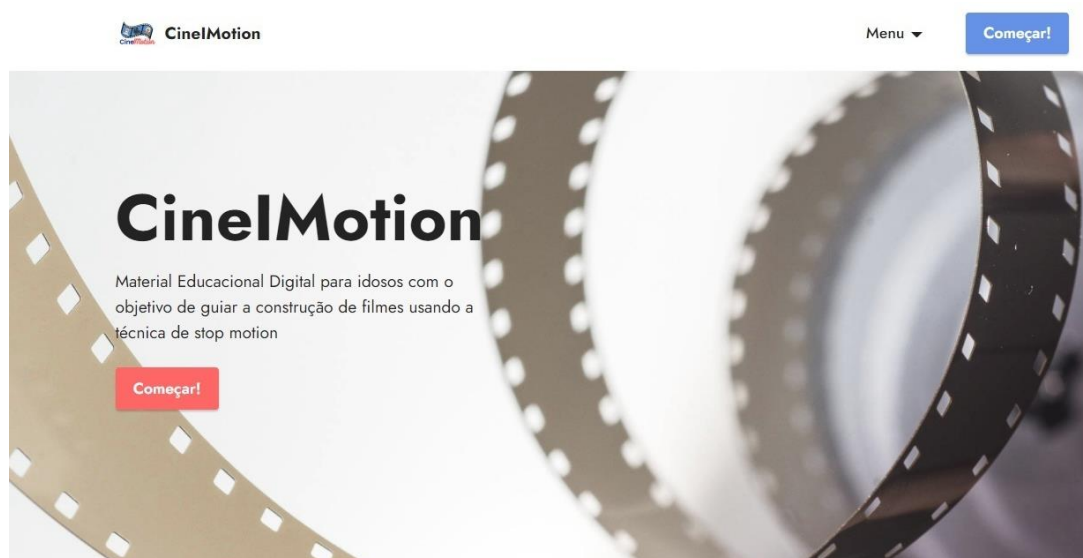 CineIMotion
CineIMotion
Menu
Começar!
CineIMotion
Material Educacional Digital para idosos com o
objetivo de guiar a construção de filmes usando a
técnica de stop motion
Começar!